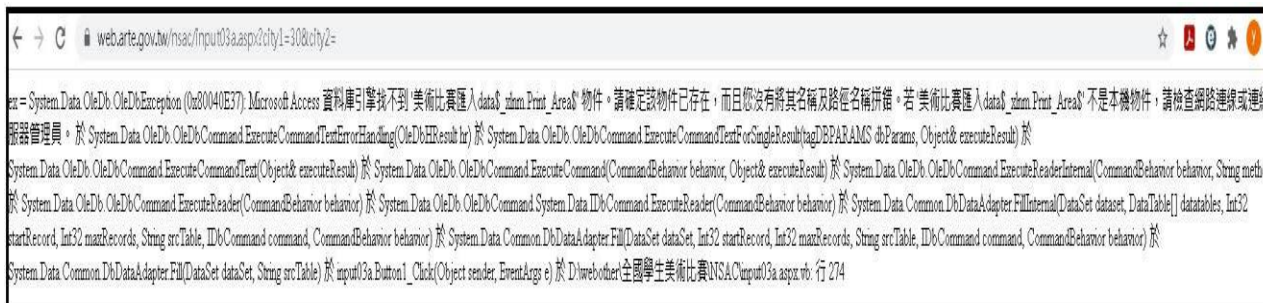 web.arte.gov.tw/nsac/Input03a.aspx?city1=30&city2=
ex = System.Data.OleDb.OleDbException (0x80040E37): Microsoft Access 資料庫引擎找不到 '美術比賽匯入data$_xlnm.Print_Area$' 物件。請確定該物件已存在，而且您沒有將其名稱及路徑名稱拼錯。若 '美術比賽匯入data$_xlnm.Print_Area$' 不是本機物件，請檢查網路連線或連絡
服器管理員。 於 System.Data.OleDb.OleDbCommand.ExecuteCommandTextErrorHandling(OleDbHResult hr) 於 System.Data.OleDb.OleDbCommand.ExecuteCommandTextForSingleResult(tagDBPARAMS dbParams, Object& executeResult) 於
System.Data.OleDb.OleDbCommand.ExecuteCommandText(Object& executeResult) 於 System.Data.OleDb.OleDbCommand.ExecuteCommand(CommandBehavior behavior, Object& executeResult) 於 System.Data.OleDb.OleDbCommand.ExecuteReaderInternal(CommandBehavior behavior, String meth
於 System.Data.OleDb.OleDbCommand.ExecuteReader(CommandBehavior behavior) 於 System.Data.OleDb.OleDbCommand.System.Data.IDbCommand.ExecuteReader(CommandBehavior behavior) 於 System.Data.Common.DbDataAdapter.FillInternal(DataSet dataset, DataTable[] datatables, Int32
startRecord, Int32 maxRecords, String srcTable, IDbCommand command, CommandBehavior behavior) 於 System.Data.Common.DbDataAdapter.Fill(DataSet dataSet, Int32 startRecord, Int32 maxRecords, String srcTable, IDbCommand command, CommandBehavior behavior) 於
System.Data.Common.DbDataAdapter.Fill(DataSet dataSet, String srcTable) 於 input03a.Button1_Click(Object sender, EventArgs e) 於 D:\webother\全國學生美術比賽\NSAC\input03a.aspx.vb: 行 274